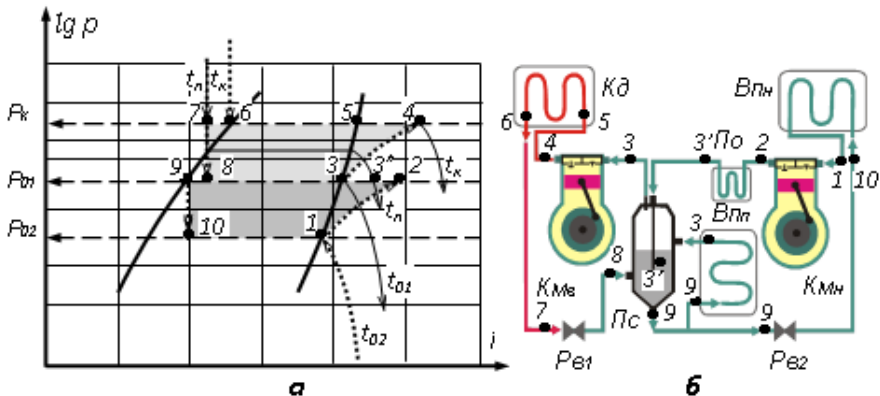 lg p
tп tк
Pк 7 6 5 4
9 8 3 3' 2 tк
P01 tп
P02 10 1 t01
t02 i
а
Кд Впн
6 5
4 3 3' По 2 1 10
Впп
8 3' 3
Kмв 9 Kмн
7 Пс 9 9
Рв1 Рв2
б